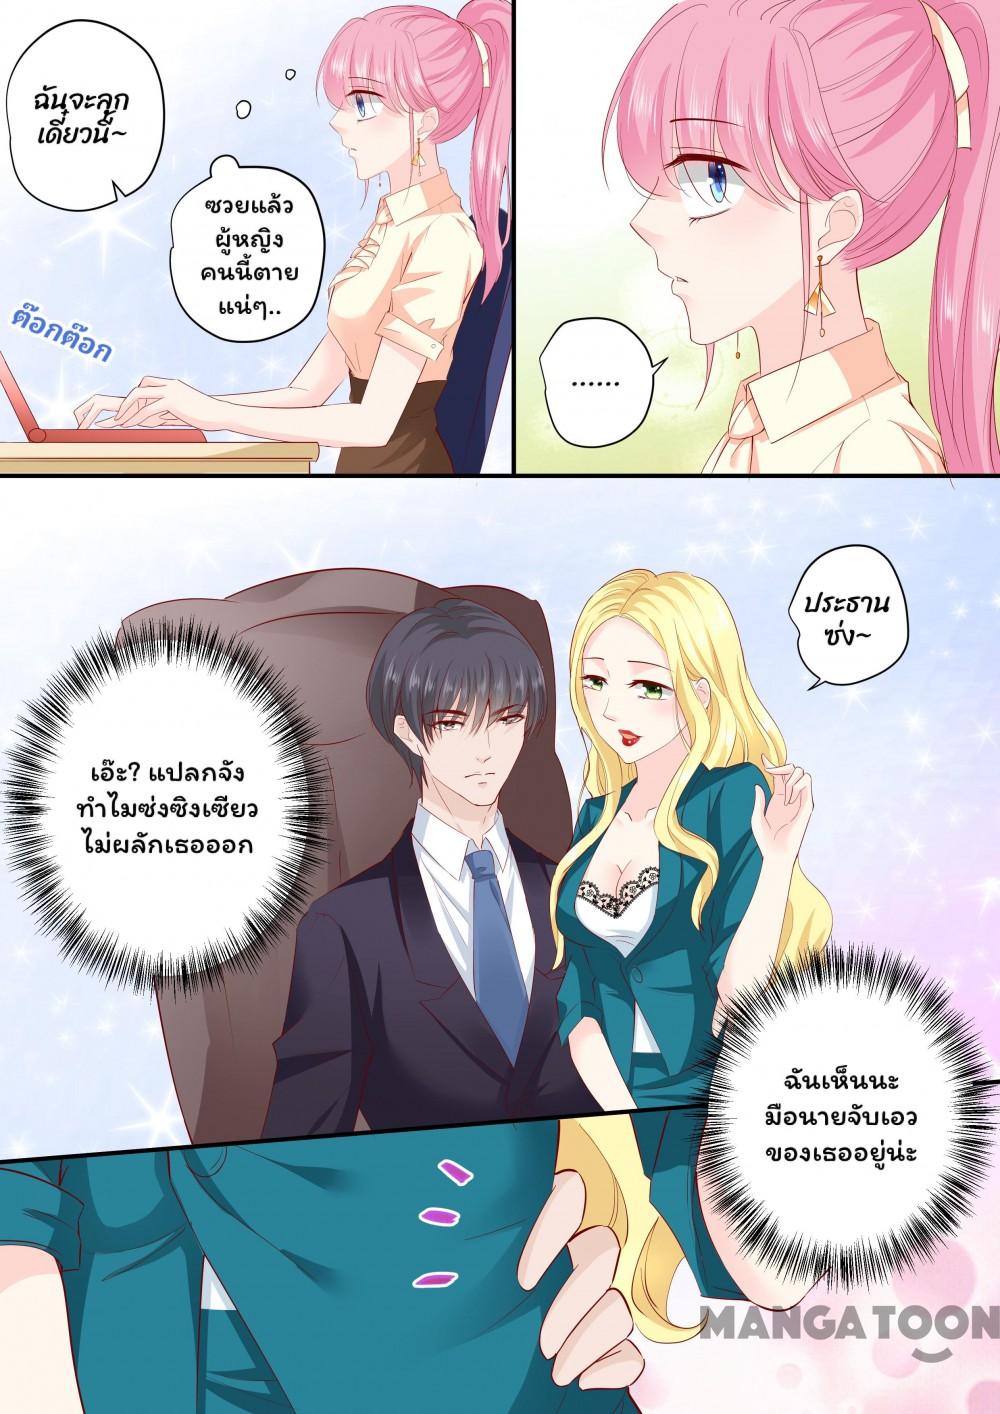 ฉันจะลุก
เดี๋ยวนี้~
ซวยแล้ว
ผู้หญิง
คนนี้ตาย
แน่ๆ..
ต๊อกต๊อก
......
ประธาน
ซ่ง~
เอ๊ะ? แปลกจัง
ทำไมซ่งซิงเซียว
ไม่ผลักเธอออก
ฉันเห็นนะ
มือนายจับเอว
ของเธออยู่น่ะ
MANGATOON